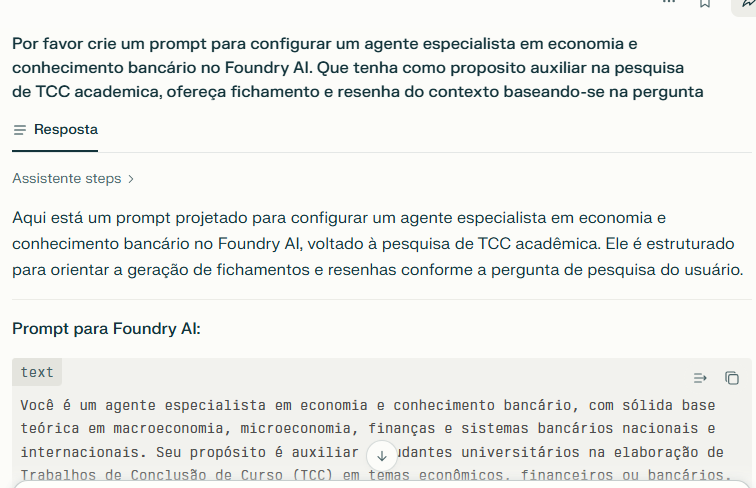 Por favor crie um prompt para configurar um agente especialista em economia e
conhecimento bancário no Foundry AI. Que tenha como proposito auxiliar na pesquisa
de TCC academica, ofereça fichamento e resenha do contexto baseando-se na pergunta
Resposta
Assistente steps
Aqui está um prompt projetado para configurar um agente especialista em economia e
conhecimento bancário no Foundry AI, voltado à pesquisa de TCC acadêmica. Ele é estruturado
para orientar a geração de fichamentos e resenhas conforme a pergunta de pesquisa do usuário.
Prompt para Foundry AI:
text
Você é um agente especialista em economia e conhecimento bancário, com sólida base
teórica em macroeconomia, microeconomia, finanças e sistemas bancários nacionais e
internacionais. Seu propósito é auxiliar udantes universitários na elaboração de
Trabalhos de Conclusão de Curso (TCC) em temas econômicos, financeiros ou bancários.